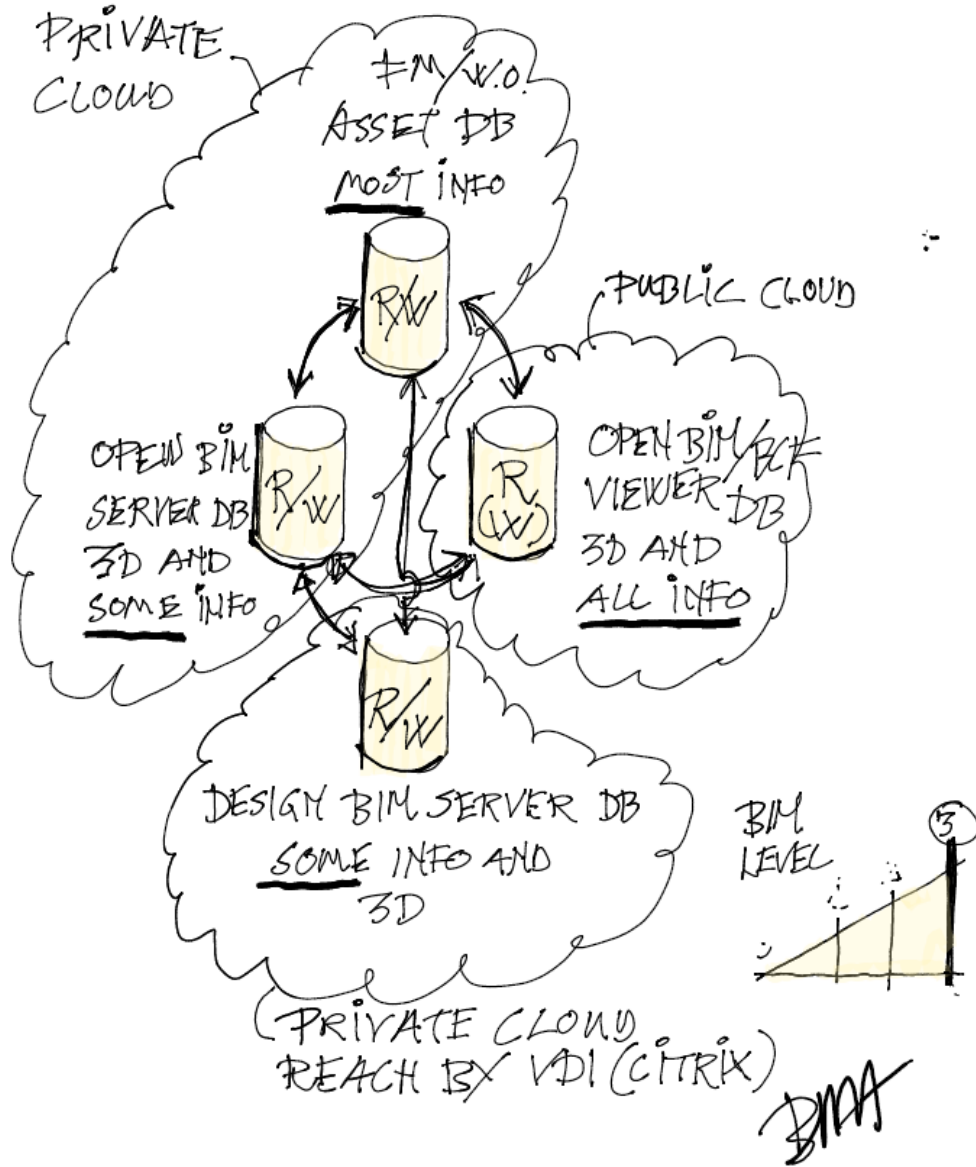 PRIVATE
CLOUD
FM/W.O.
ASSET DB
MOST INFO
R/W
PUBLIC CLOUD
OPEN BIM
SERVER DB
3D AND
SOME INFO
R/W
R
(W)
OPEN BIM/BCF
VIEWER DB
3D AND
ALL INFO
R/W
DESIGN BIM SERVER DB
SOME INFO AND
3D
BIM
LEVEL
3
PRIVATE CLOUD
REACH BY VDI (CITRIX)
BMA